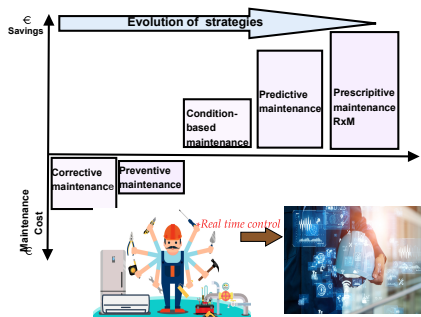 €
Savings
Evolution of strategies
Condition-
based
maintenance
Predictive
maintenance
Prescripitive
maintenance
RxM
Corrective
maintenance
Preventive
maintenance
Maintenance
Cost
€
Real time control